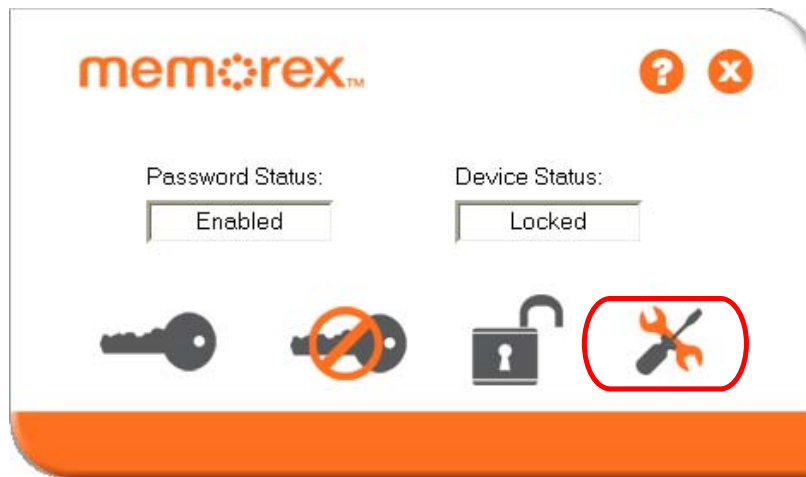 memorex™
?
X
Password Status:
Device Status:
Enabled
Locked